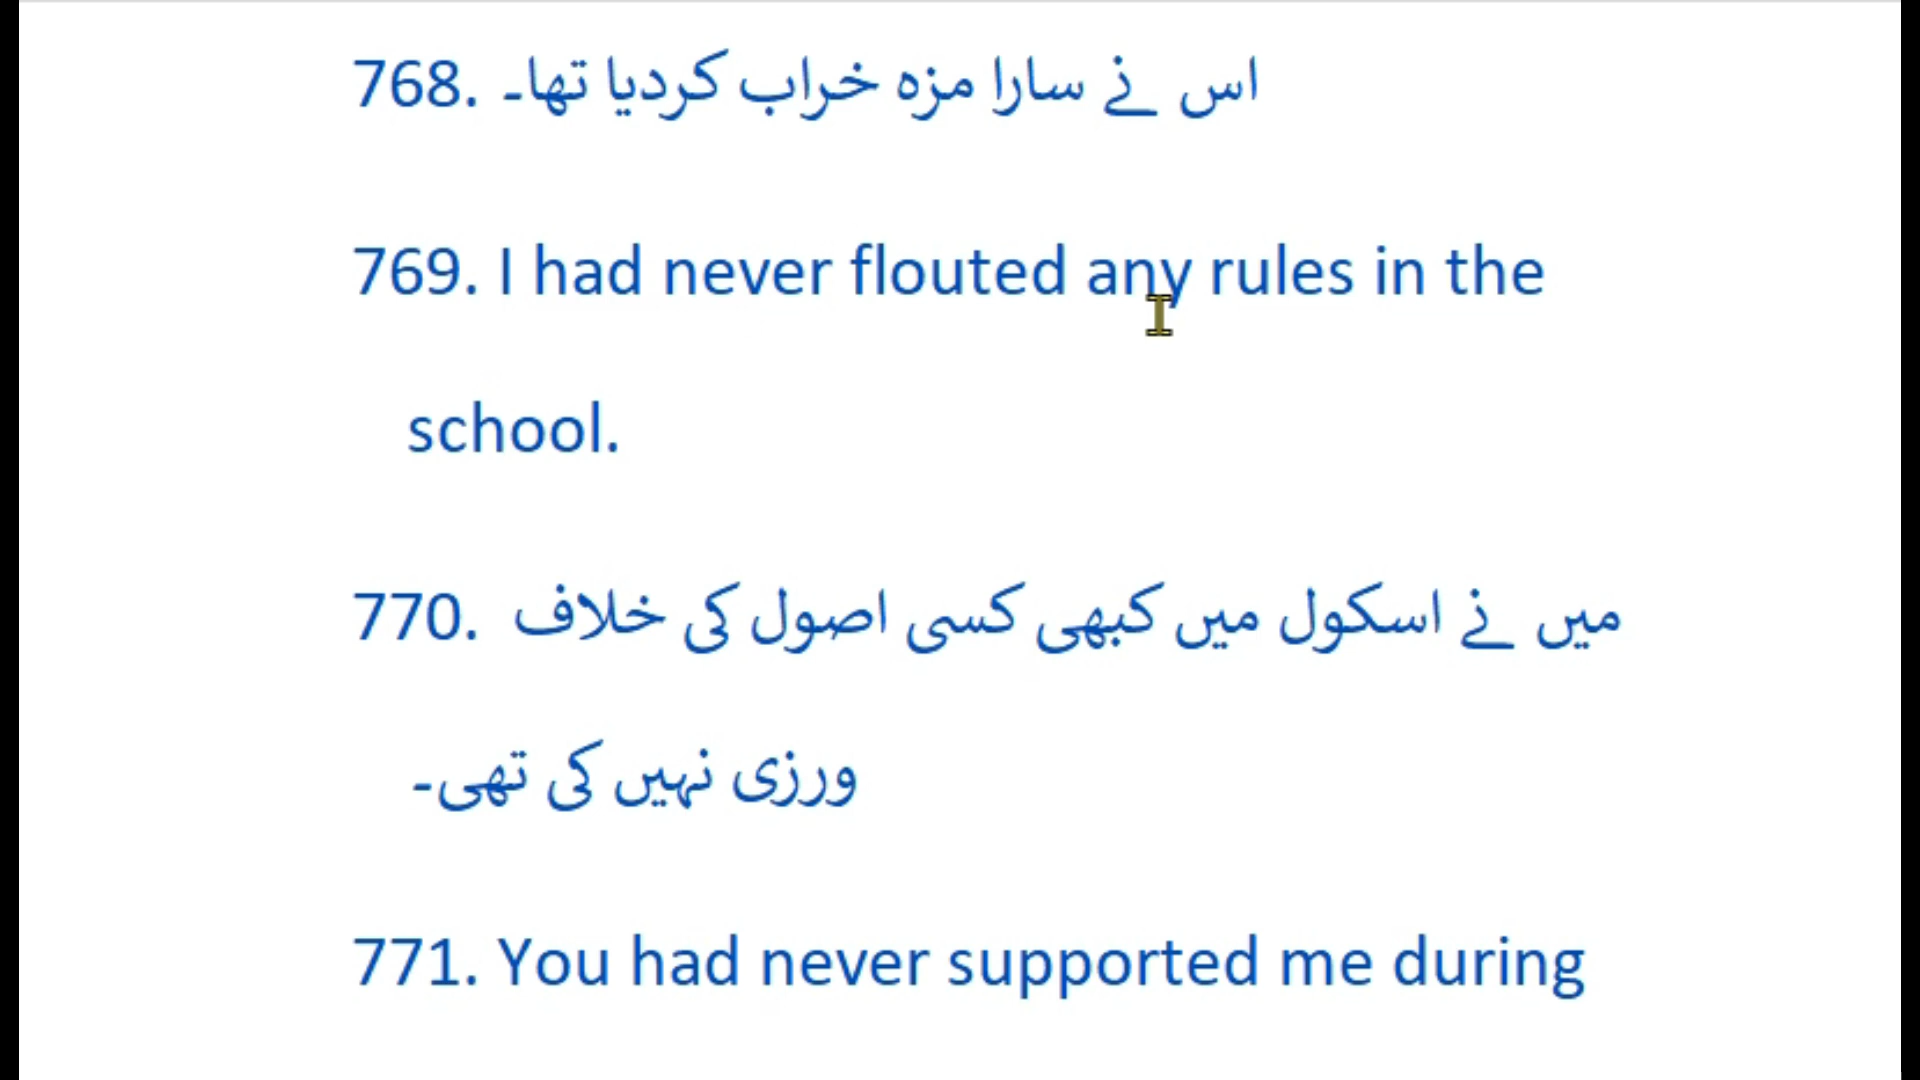 768. اس نے سارا مزہ خراب کردیا تھا۔
769. I had never flouted any rules in the
school.
770. میں نے اسکول میں کبھی کسی اصول کی خلاف
ورزی نہیں کی تھی۔
771. You had never supported me during